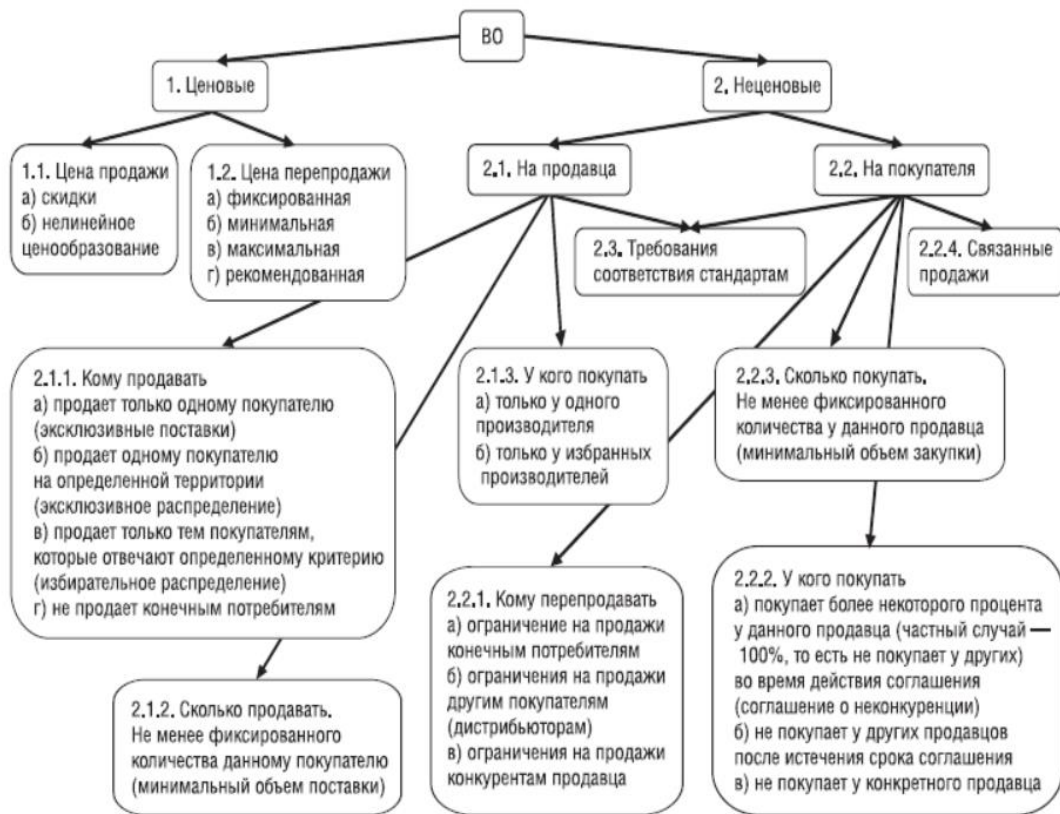 ВО
1. Ценовые
2. Неценовые
1.1. Цена продажи
а) скидки
б) нелинейное
ценообразование
1.2. Цена перепродажи
а) фиксированная
б) минимальная
в) максимальная
г) рекомендованная
2.1. На продавца
2.2. На покупателя
2.3. Требования
соответствия стандартам
2.2.4. Связанные
продажи
2.1.1. Кому продавать
а) продает только одному покупателю
(эксклюзивные поставки)
б) продает одному покупателю
на определенной территории
(эксклюзивное распределение)
в) продает только тем покупателям,
которые отвечают определенному критерию
(избирательное распределение)
г) не продает конечным потребителям
2.1.3. У кого покупать
а) только у одного
производителя
б) только у избранных
производителей
2.2.3. Сколько покупать.
Не менее фиксированного
количества у данного продавца
(минимальный объем закупки)
2.1.2. Сколько продавать.
Не менее фиксированного
количества данному покупателю
(минимальный объем поставки)
2.2.1. Кому перепродавать
а) ограничение на продажи
конечным потребителям
б) ограничения на продажи
другим покупателям
(дистрибьюторам)
в) ограничения на продажи
конкурентам продавца
2.2.2. У кого покупать
а) покупает более некоторого процента
у данного продавца (частный случай —
100%, то есть не покупает у других)
во время действия соглашения
(соглашение о неконкуренции)
б) не покупает у других продавцов
после истечения срока соглашения
в) не покупает у конкретного продавца